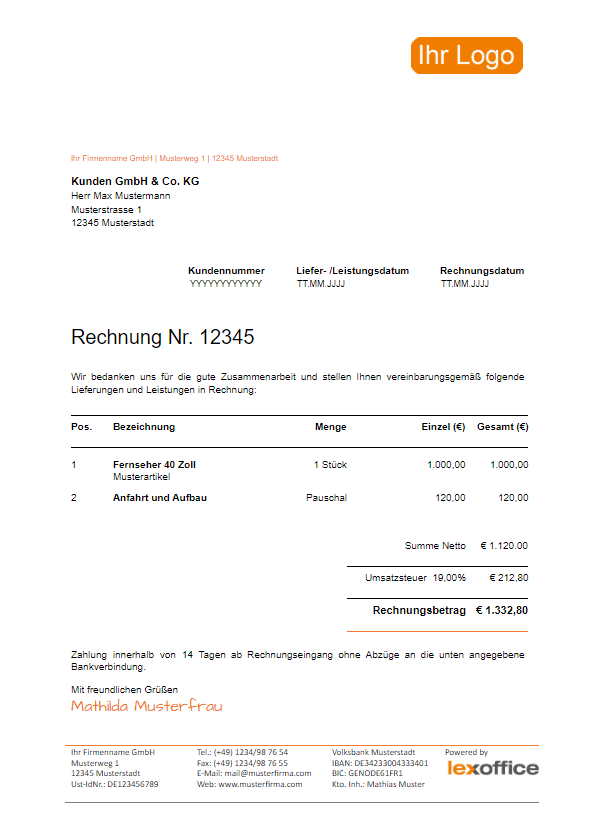 Ihr Logo
Ihr Firmenname GmbH | Musterweg 1 | 12345 Musterstadt
Kunden GmbH & Co. KG
Herr Max Mustermann
Musterstrasse 1
12345 Musterstadt
Kundennummer Liefer- /Leistungsdatum Rechnungsdatum
YYYYYYYYYYYY TT.MM.JJJJ TT.MM.JJJJ
Rechnung Nr. 12345
Wir bedanken uns für die gute Zusammenarbeit und stellen Ihnen vereinbarungsgemäß folgende
Lieferungen und Leistungen in Rechnung:
Pos. Bezeichnung Menge Einzel (€) Gesamt (€)
1 Fernseher 40 Zoll 1 Stück 1.000,00 1.000,00
Musterartikel
2 Anfahrt und Aufbau Pauschal 120,00 120,00
Summe Netto € 1.120,00
Umsatzsteuer 19,00% € 212,80
Rechnungsbetrag € 1.332,80
Zahlung innerhalb von 14 Tagen ab Rechnungseingang ohne Abzüge an die unten angegebene
Bankverbindung.
Mit freundlichen Grüßen
Mathilda Musterfrau
Ihr Firmenname GmbH Tel.: (+49) 1234/98 76 54 Volksbank Musterstadt Powered by
Musterweg 1 Fax: (+49) 1234/98 76 55 IBAN: DE34233004333401
12345 Musterstadt E-Mail: mail@musterfirma.com BIC: GENODE61FR1 lexoffice
Ust-IdNr.: DE123456789 Web: www.musterfirma.com Kto. Inh.: Mathias Muster